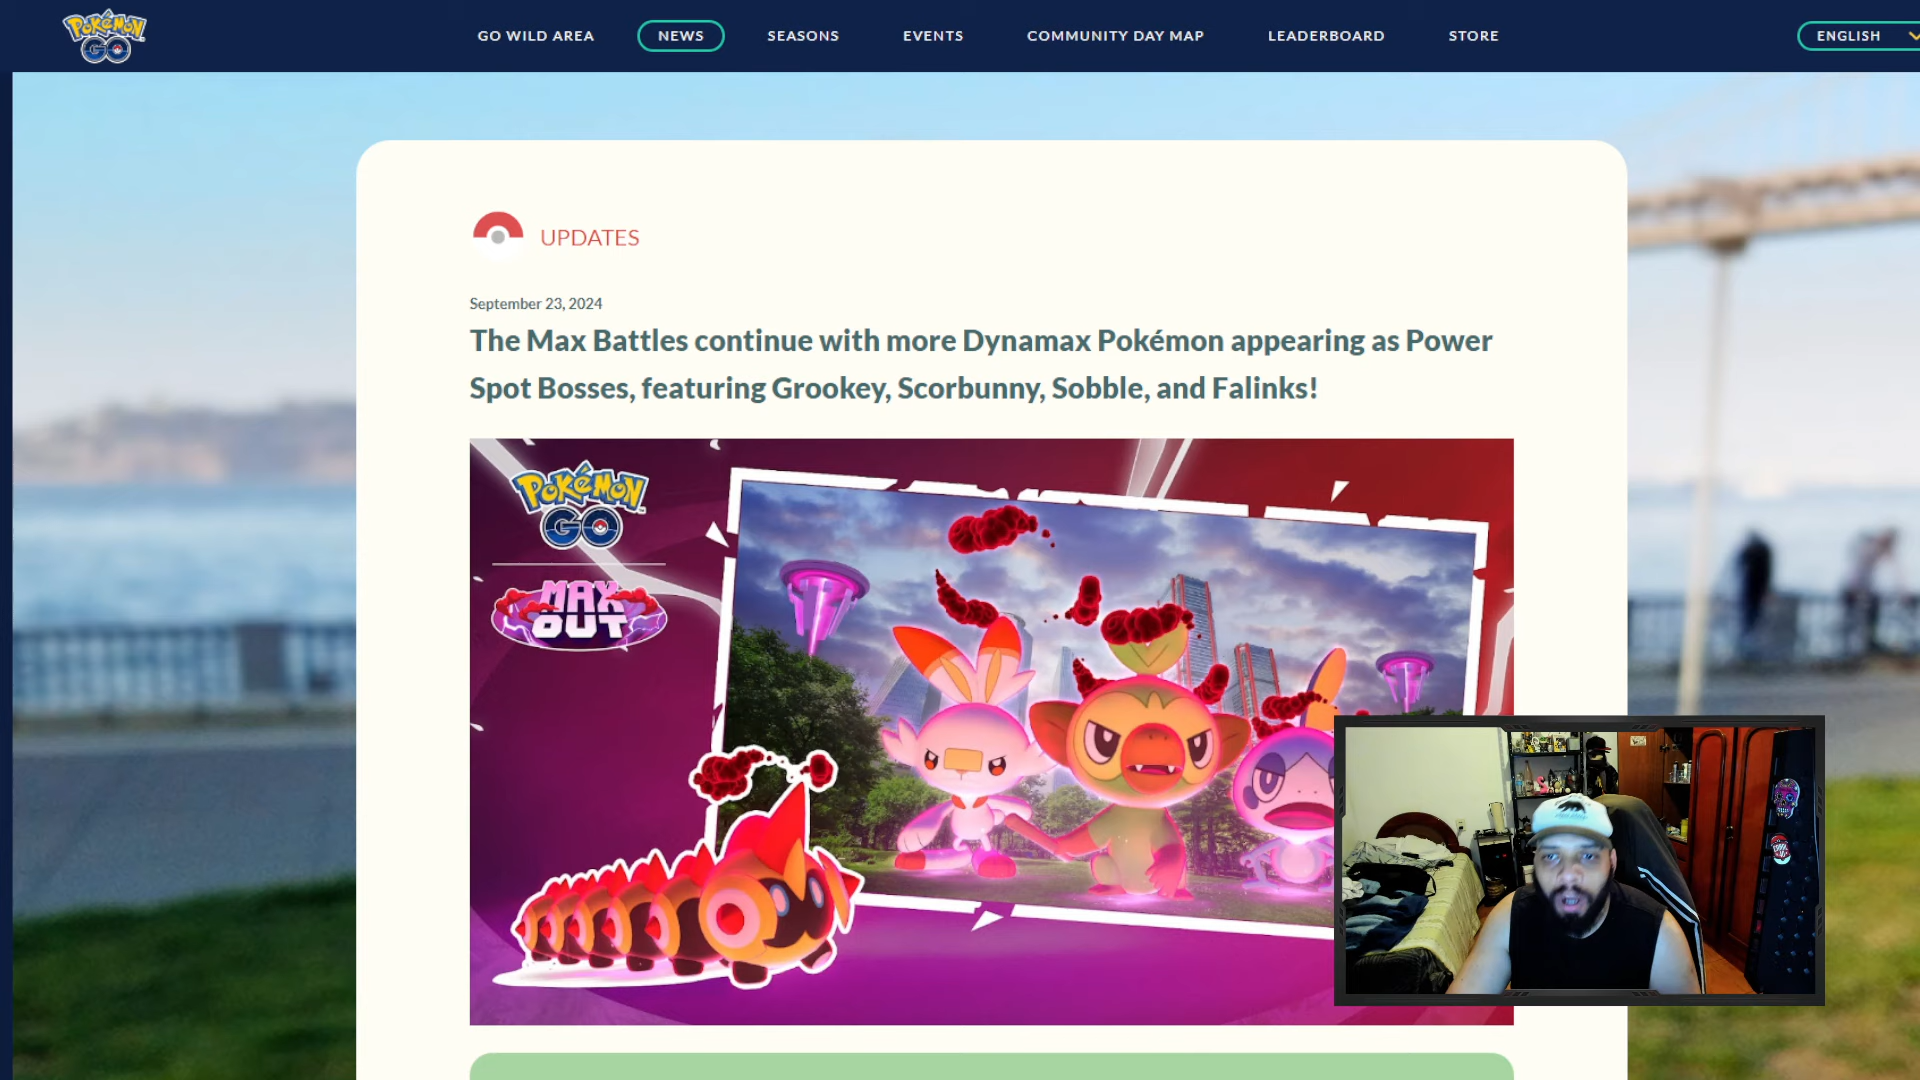 POKÉMON
GO
GO WILD AREA
NEWS
SEASONS
EVENTS
COMMUNITY DAY MAP
LEADERBOARD
STORE
ENGLISH
UPDATES
September 23, 2024
The Max Battles continue with more Dynamax Pokémon appearing as Power
Spot Bosses, featuring Grookey, Scorbunny, Sobble, and Falinks!
POKÉMON
GO
MAX
OUT